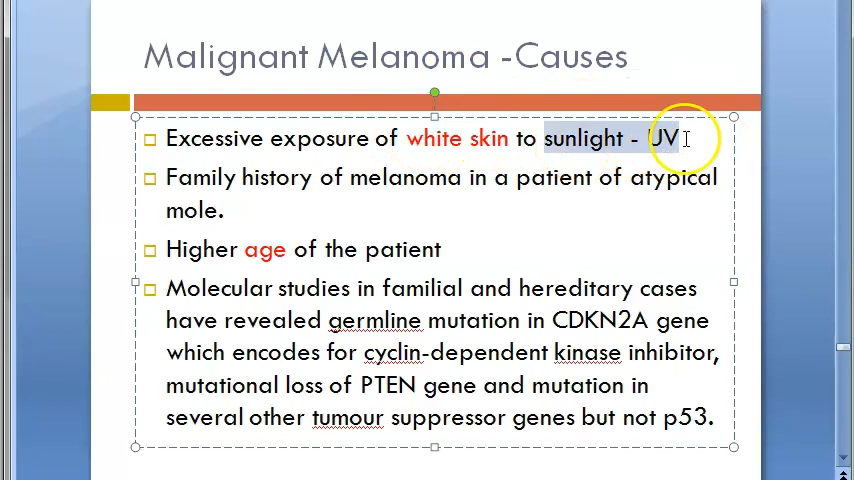 Malignant Melanoma -Causes
Excessive exposure of white skin to sunlight - UV
Family history of melanoma in a patient of atypical
mole.
Higher age of the patient
Molecular studies in familial and hereditary cases
have revealed germline mutation in CDKN2A gene
which encodes for cyclin-dependent kinase inhibitor,
mutational loss of PTEN gene and mutation in
several other tumour suppressor genes but not p53.